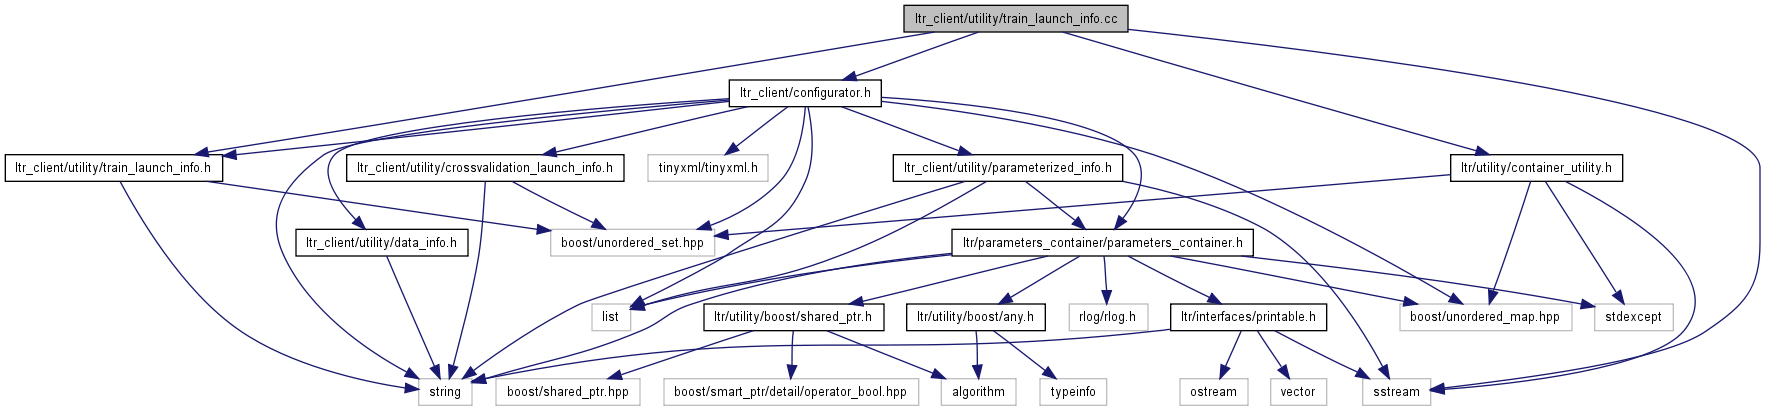 ltr_client/utility/train_launch_info.cc
ltr_client/configurator.h
ltr_client/utility/train_launch_info.h
ltr_client/utility/crossvalidation_launch_info.h
tinyxml/tinyxml.h
ltr_client/utility/parameterized_info.h
ltr/utility/container_utility.h
ltr_client/utility/data_info.h
boost/unordered_set.hpp
ltr/parameters_container/parameters_container.h
list
ltr/utility/boost/shared_ptr.h
ltr/utility/boost/any.h
rlog/rlog.h
ltr/interfaces/printable.h
boost/unordered_map.hpp
stdexcept
string
boost/shared_ptr.hpp
boost/smart_ptr/detail/operator_bool.hpp
algorithm
typeinfo
ostream
vector
sstream